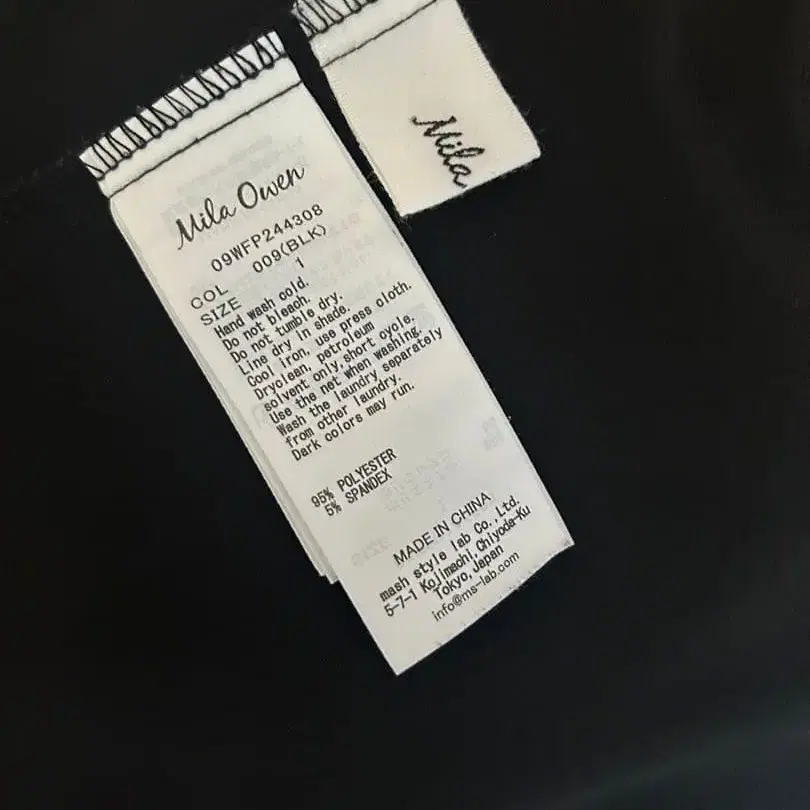 Mila
Mila Owen
09WFP244308
COL 009(BLK)
SIZE 1
Hand wash cold.
Do not bleach.
Do not tumble dry.
Line dry in shade.
Cool iron, use press cloth.
Dryclean, petroleum
solvent only,short cycle.
Use the net when washing.
Wash the laundry separately
from other laundry.
Dark colors may run.
95% POLYESTER
5% SPANDEX
MADE IN CHINA
mash style lab Co.,Ltd.
5-7-1 Kojimachi,Chiyoda-Ku
Tokyo,Japan
info@ms-lab.com